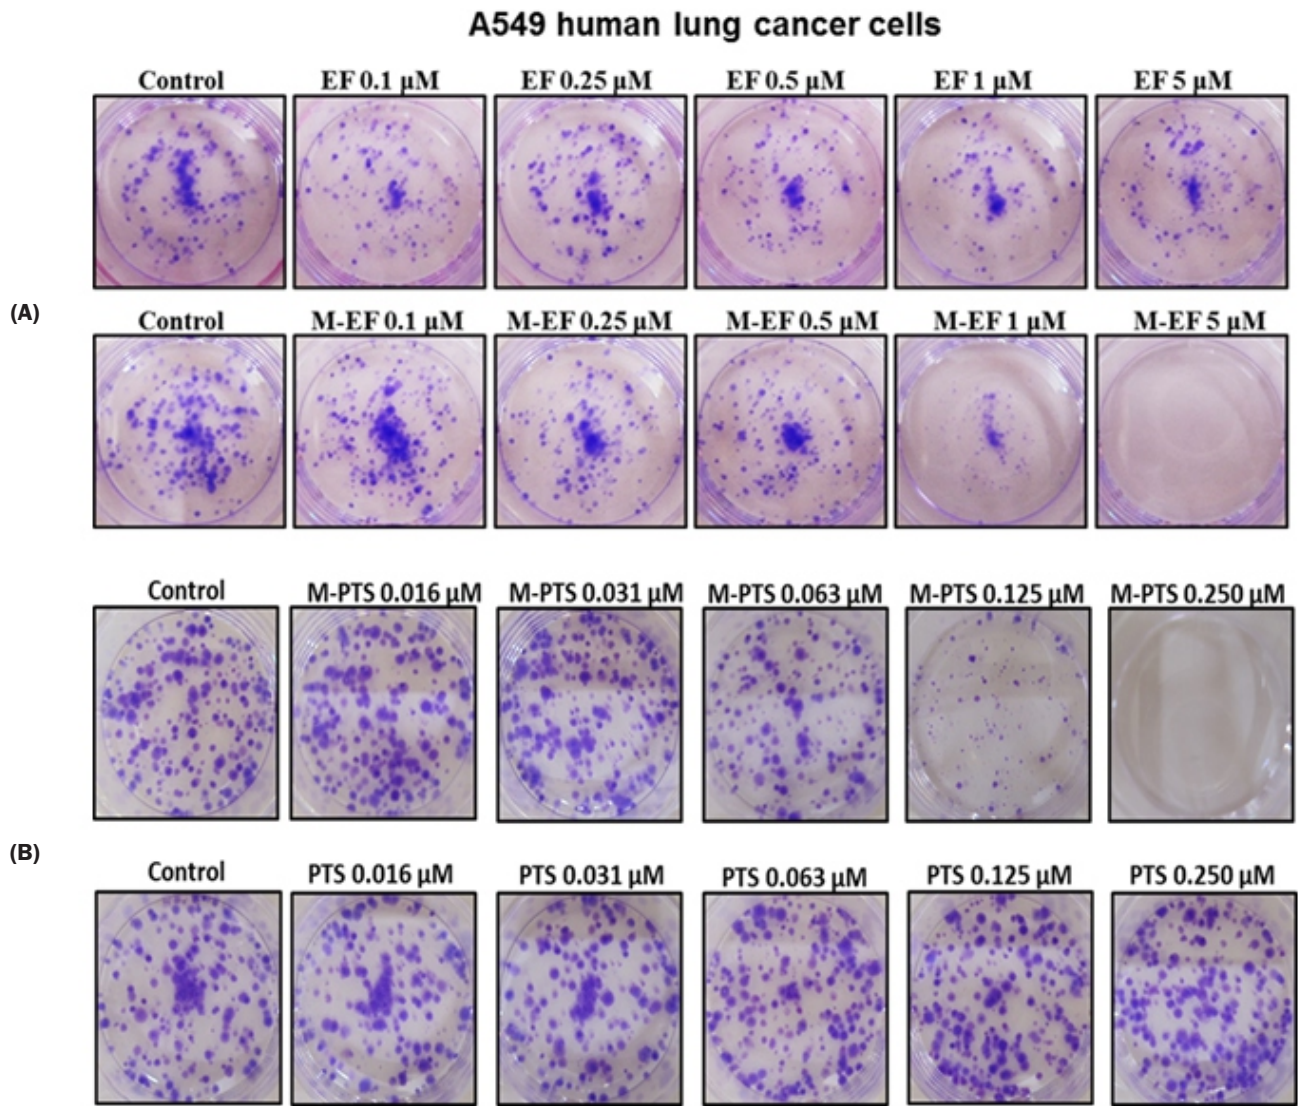 A549 human lung cancer cells
Control EF 0.1 µM EF 0.25 µM EF 0.5 µM EF 1 µM EF 5 µM
(A)
Control M-EF 0.1 µM M-EF 0.25 µM M-EF 0.5 µM M-EF 1 µM M-EF 5 µM
Control M-PTS 0.016 µM M-PTS 0.031 µM M-PTS 0.063 µM M-PTS 0.125 µM M-PTS 0.250 µM
(B)
Control PTS 0.016 µM PTS 0.031 µM PTS 0.063 µM PTS 0.125 µM PTS 0.250 µM